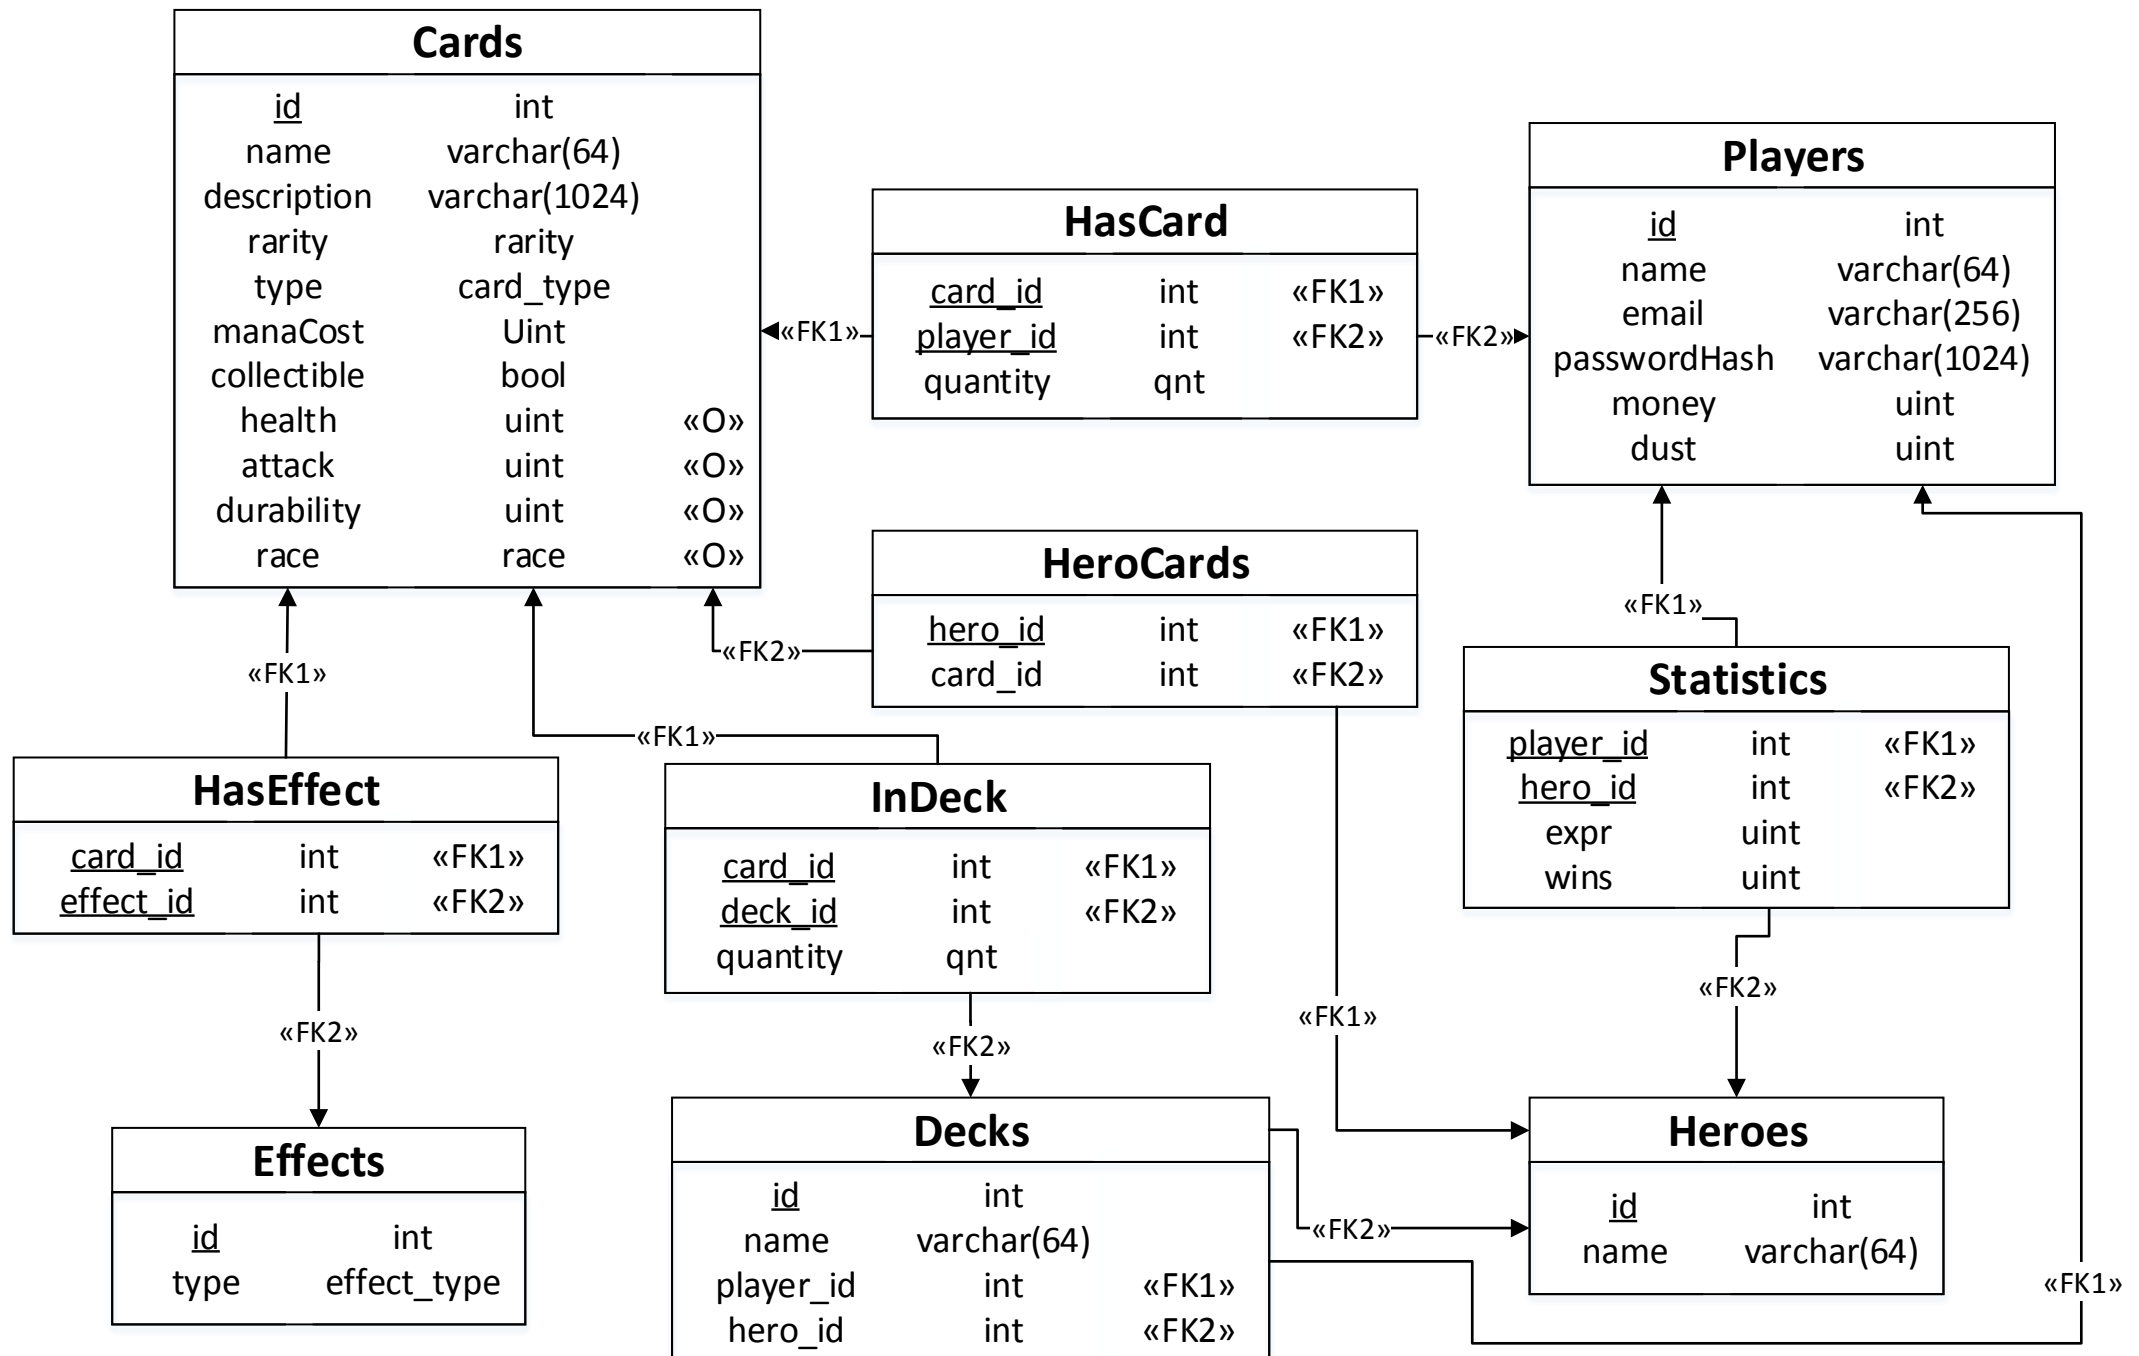 Cards
id int
name varchar(64)
description varchar(1024)
rarity rarity
type card_type
manaCost Uint
collectible bool
health uint «O»
attack uint «O»
durability uint «O»
race race «O»
HasCard
card_id int «FK1»
player_id int «FK2»
quantity qnt
«FK1»
«FK2»
Players
id int
name varchar(64)
email varchar(256)
passwordHash varchar(1024)
money uint
dust uint
HeroCards
hero_id int «FK1»
card_id int «FK2»
«FK2»
«FK1»
«FK1»
«FK1»
Statistics
player_id int «FK1»
hero_id int «FK2»
expr uint
wins uint
HasEffect
card_id int «FK1»
effect_id int «FK2»
InDeck
card_id int «FK1»
deck_id int «FK2»
quantity qnt
«FK2»
«FK1»
«FK2»
«FK2»
Effects
id int
type effect_type
Decks
id int
name varchar(64)
player_id int «FK1»
hero_id int «FK2»
«FK2»
Heroes
id int
name varchar(64)
«FK1»